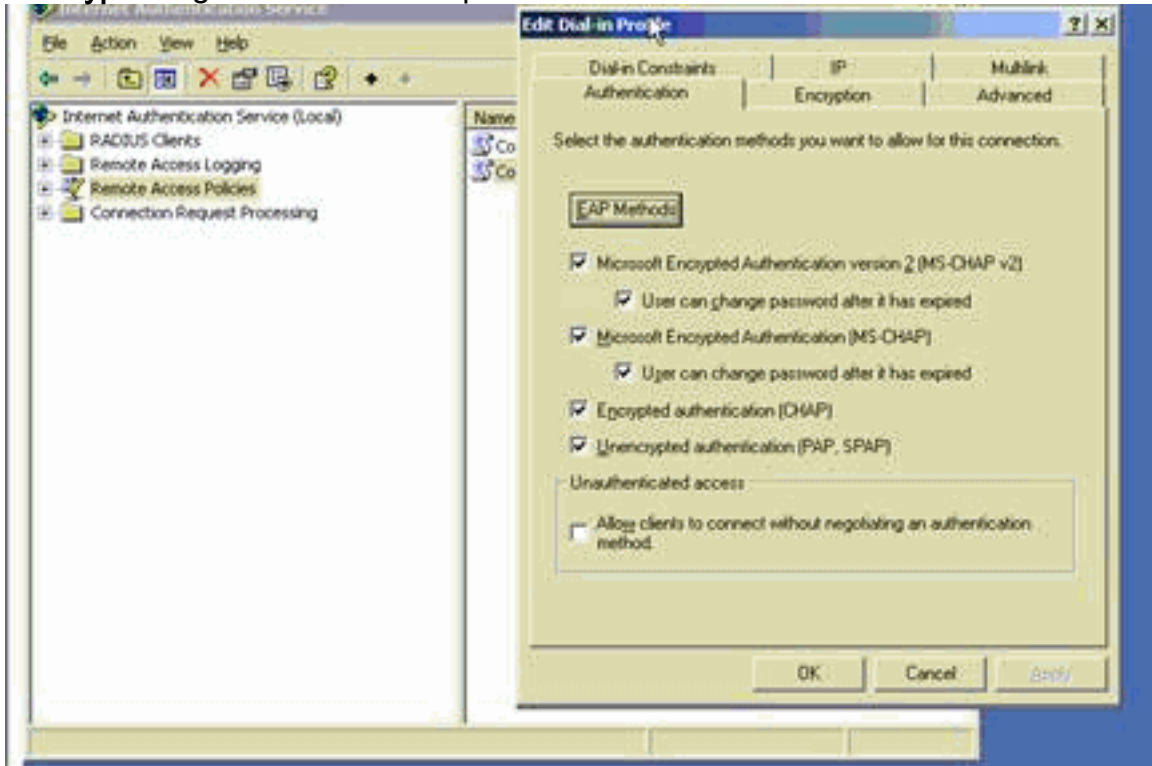 Internet Authentication Service
File Action View Help
Internet Authentication Service (Local)
RADIUS Clients
Remote Access Logging
Remote Access Policies
Connection Request Processing
Name
Co
Co
Edit Dial-in Profile
Dial-in Constraints IP Multilink
Authentication Encryption Advanced
Select the authentication methods you want to allow for this connection.
EAP Methods
Microsoft Encrypted Authentication version 2 (MS-CHAP v2)
User can change password after it has expired
Microsoft Encrypted Authentication (MS-CHAP)
User can change password after it has expired
Encrypted authentication (CHAP)
Unencrypted authentication (PAP, SPAP)
Unauthenticated access
Allow clients to connect without negotiating an authentication
method.
OK Cancel Apply